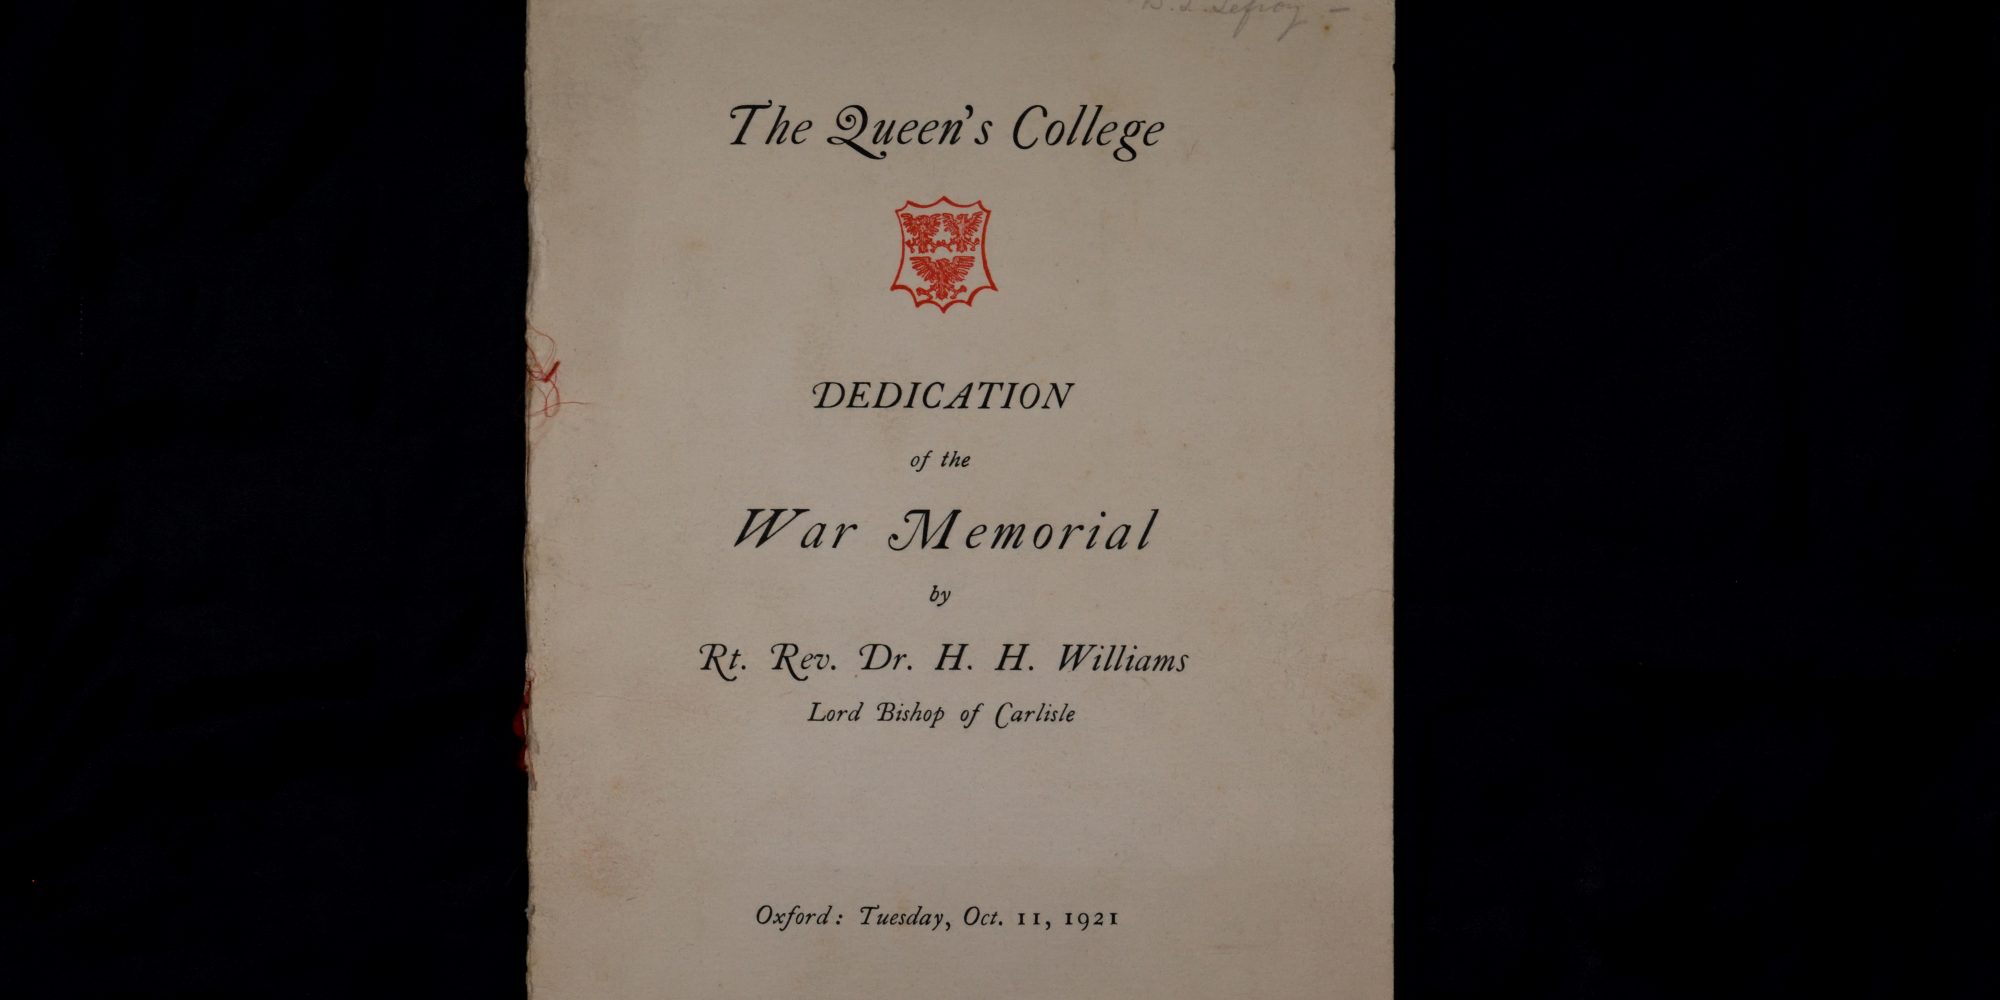 The Queen's College
DEDICATION
of the
War Memorial
by
Rt. Rev. Dr. H. H. Williams
Lord Bishop of Carlisle
Oxford: Tuesday, Oct. 11, 1921